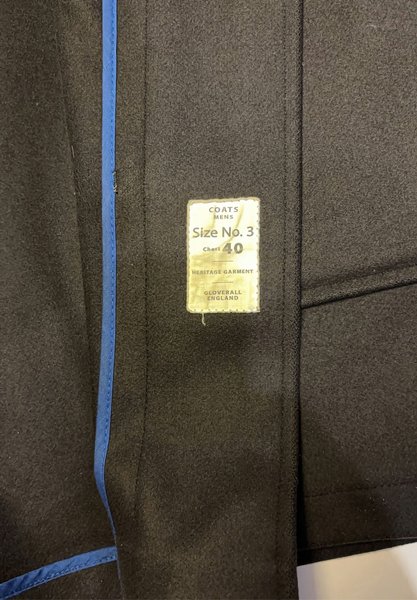 COATS
MENS
Size No. 3
Chest 40
HERITAGE GARMENT
GLOVERALL
ENGLAND